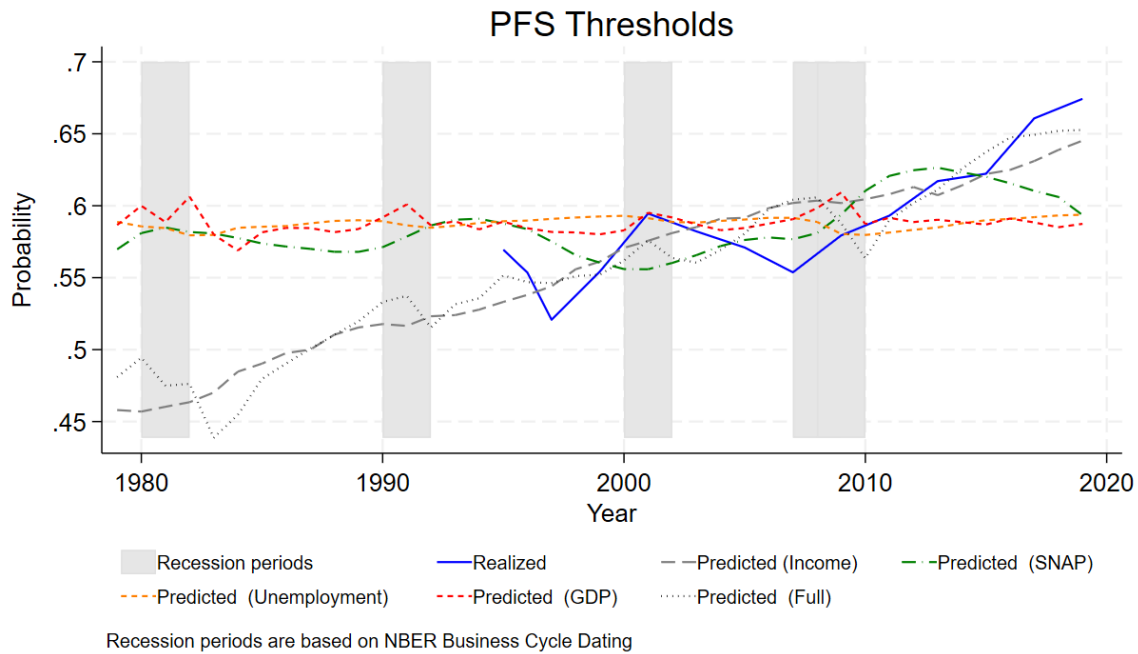 PFS Thresholds
.7
.65
.6
.55
.5
.45
Probability
1980 1990 2000 2010 2020
Year
Recession periods Realized Predicted (Income) Predicted (SNAP)
Predicted (Unemployment) Predicted (GDP) Predicted (Full)
Recession periods are based on NBER Business Cycle Dating